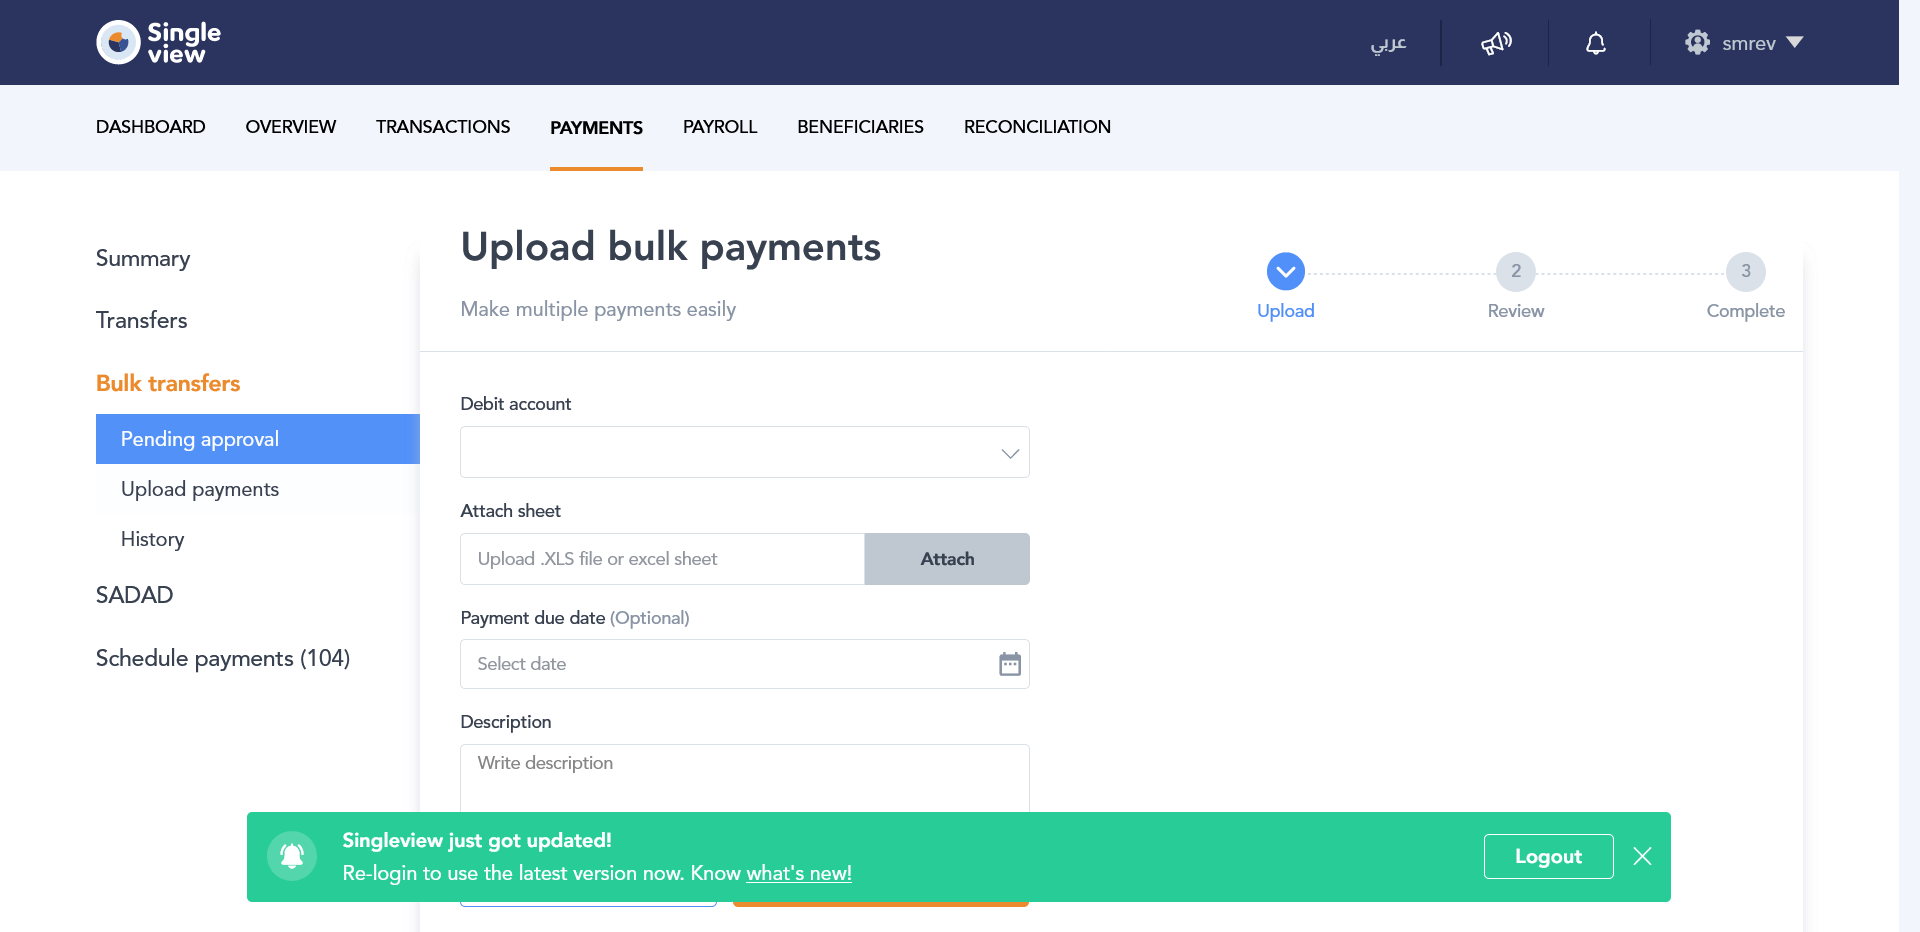 Single
view
عربي
smrev
DASHBOARD
OVERVIEW
TRANSACTIONS
PAYMENTS
PAYROLL
BENEFICIARIES
RECONCILIATION
Summary
Transfers
Bulk transfers
Pending approval
Upload payments
History
SADAD
Schedule payments (104)
Upload bulk payments
Make multiple payments easily
Upload
2
Review
3
Complete
Debit account
Attach sheet
Upload .XLS file or excel sheet
Attach
Payment due date (Optional)
Select date
Description
Write description
Singleview just got updated!
Re-login to use the latest version now. Know what's new!
Logout